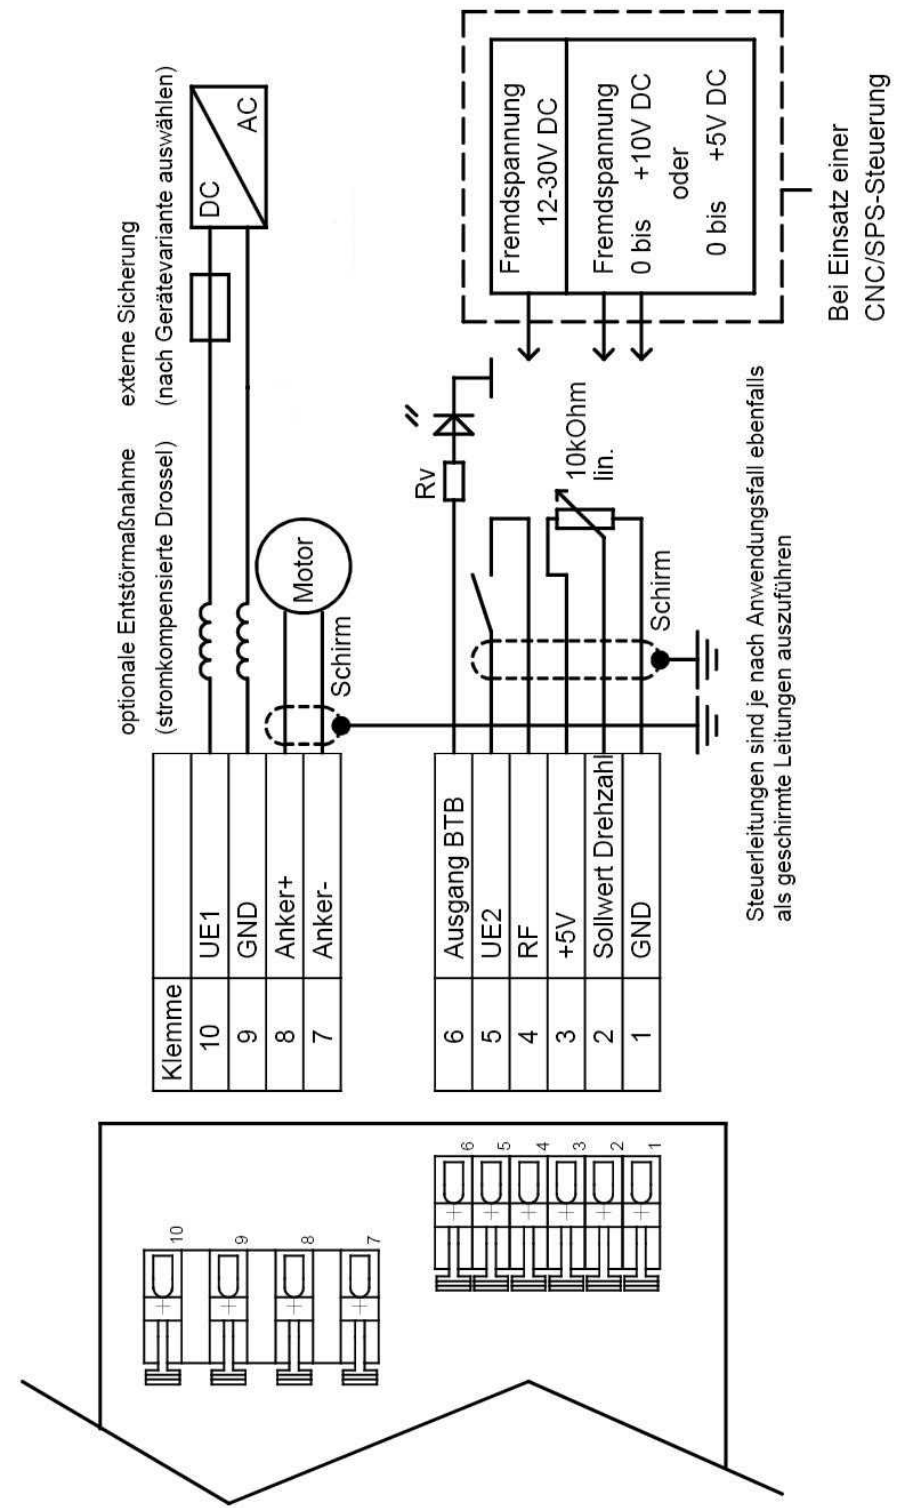 optionale Entstörmaßnahme
(stromkompensierte Drossel)
externe Sicherung
(nach Gerätevariante auswählen)
DC
AC
Klemme
10
UE1
9
GND
8
Anker+
7
Anker-
Motor
Schirm
6
Ausgang BTB
5
UE2
4
RF
3
+5V
2
Sollwert Drehzahl
1
GND
Rv
10kOhm
lin.
Schirm
Fremdspannung
12-30V DC
Fremdspannung
0 bis +10V DC
oder
0 bis +5V DC
Bei Einsatz einer
CNC/SPS-Steuerung
Steuerleitungen sind je nach Anwendungsfall ebenfalls
als geschirmte Leitungen auszuführen
10
9
8
7
6
5
4
3
2
1